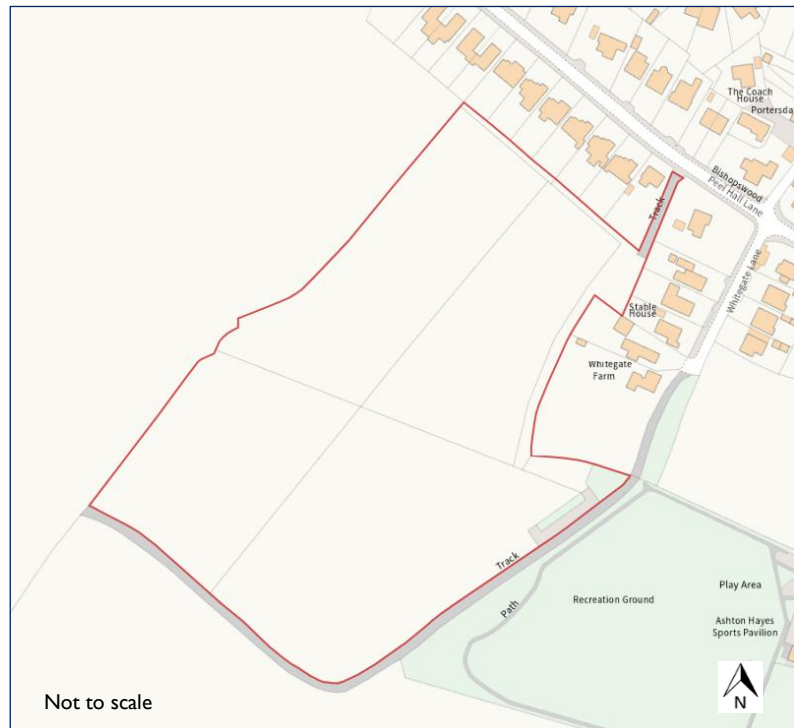 The Coach
House
Portersda
Bishopswood
Peel Hall Lane
Track
Whitegate Lane
Stable
House
Whitegate
Farm
Track
Path
Recreation Ground
Play Area
Ashton Hayes
Sports Pavilion
Not to scale
N